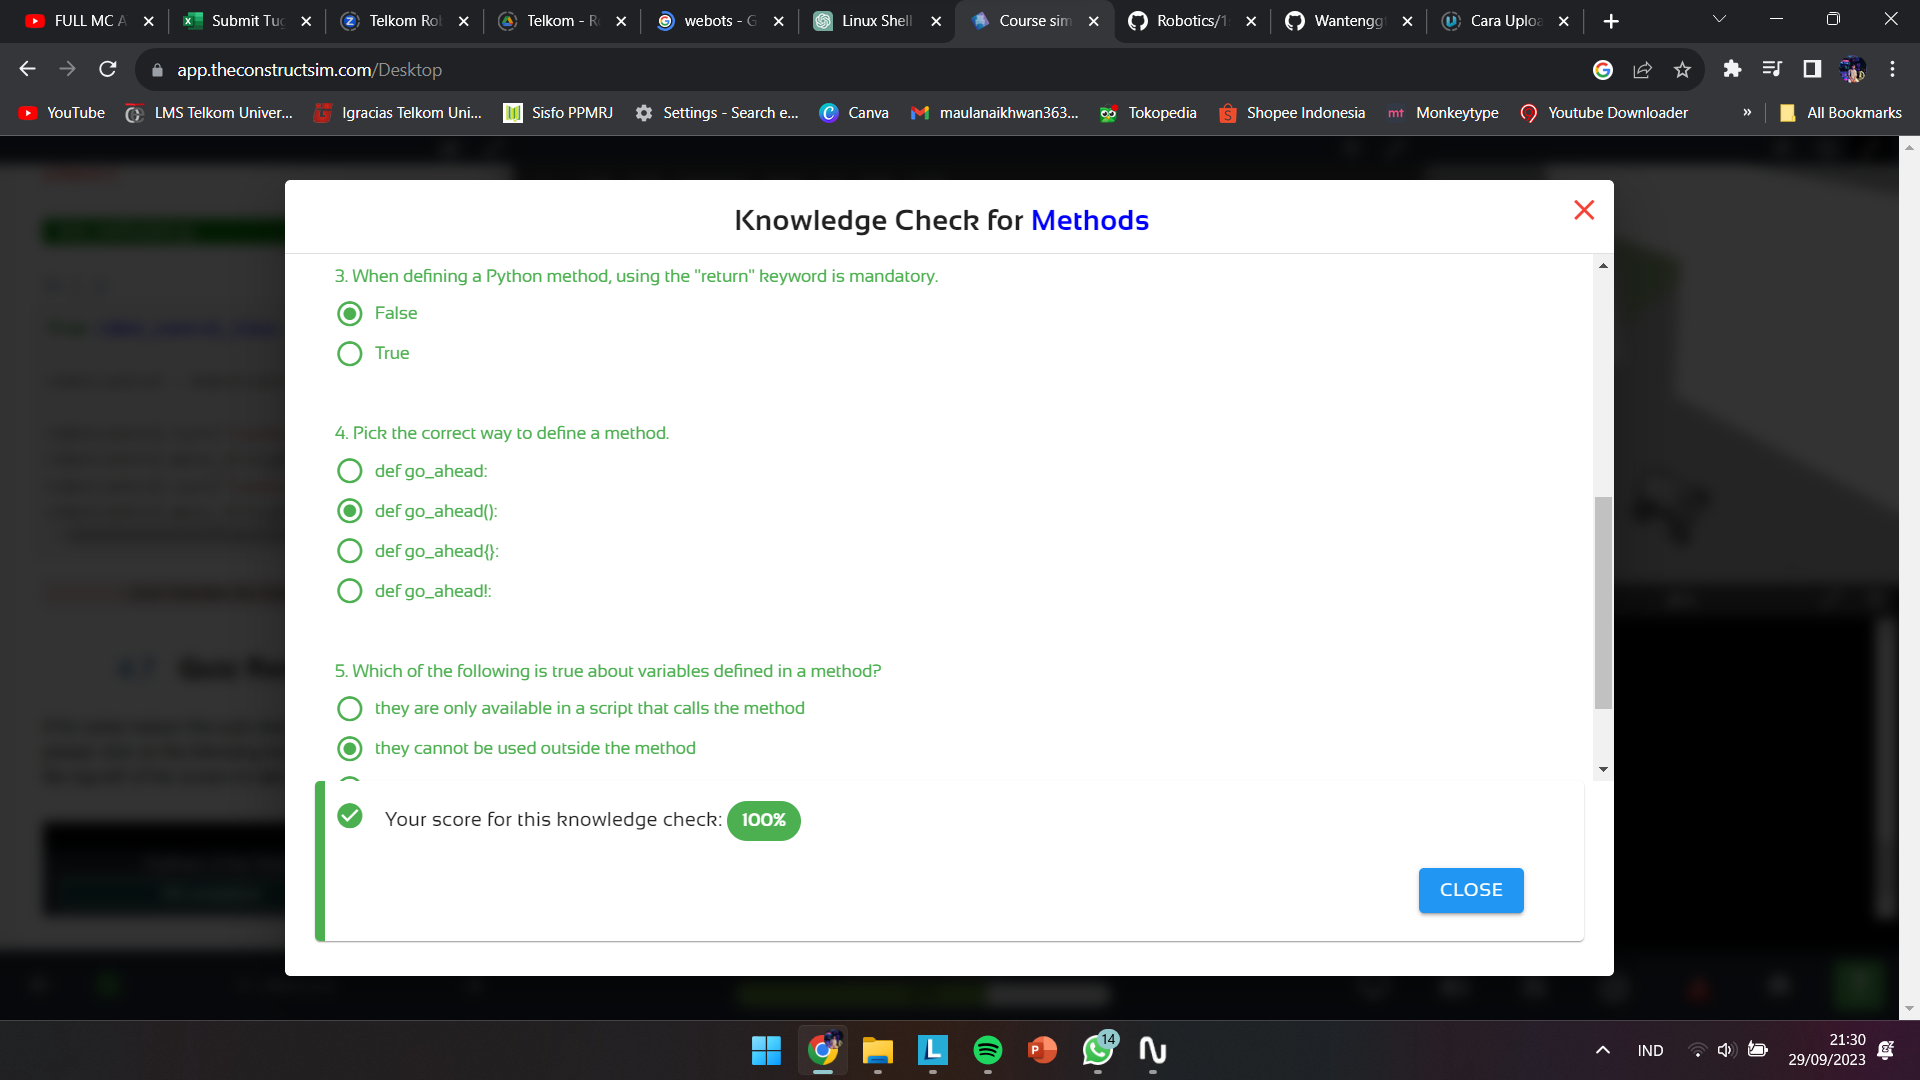 FULL MC A
Submit Tug
Telkom Rob
Telkom - R
webots - G
Linux Shell
Course sim
Robotics/1
Wantengg
Cara Uploa
app.theconstructsim.com/Desktop
YouTube
LMS Telkom Univer...
Igracias Telkom Uni...
Sisfo PPMRJ
Settings - Search e...
Canva
maulanaikhwan363...
Tokopedia
Shopee Indonesia
mt Monkeytype
Youtube Downloader
»
All Bookmarks
Knowledge Check for Methods
3. When defining a Python method, using the "return" keyword is mandatory.
False
True
4. Pick the correct way to define a method.
def go_ahead:
def go_ahead():
def go_ahead{}:
def go_ahead!:
5. Which of the following is true about variables defined in a method?
they are only available in a script that calls the method
they cannot be used outside the method
Your score for this knowledge check: 100%
CLOSE
14
IND
21:30
29/09/2023